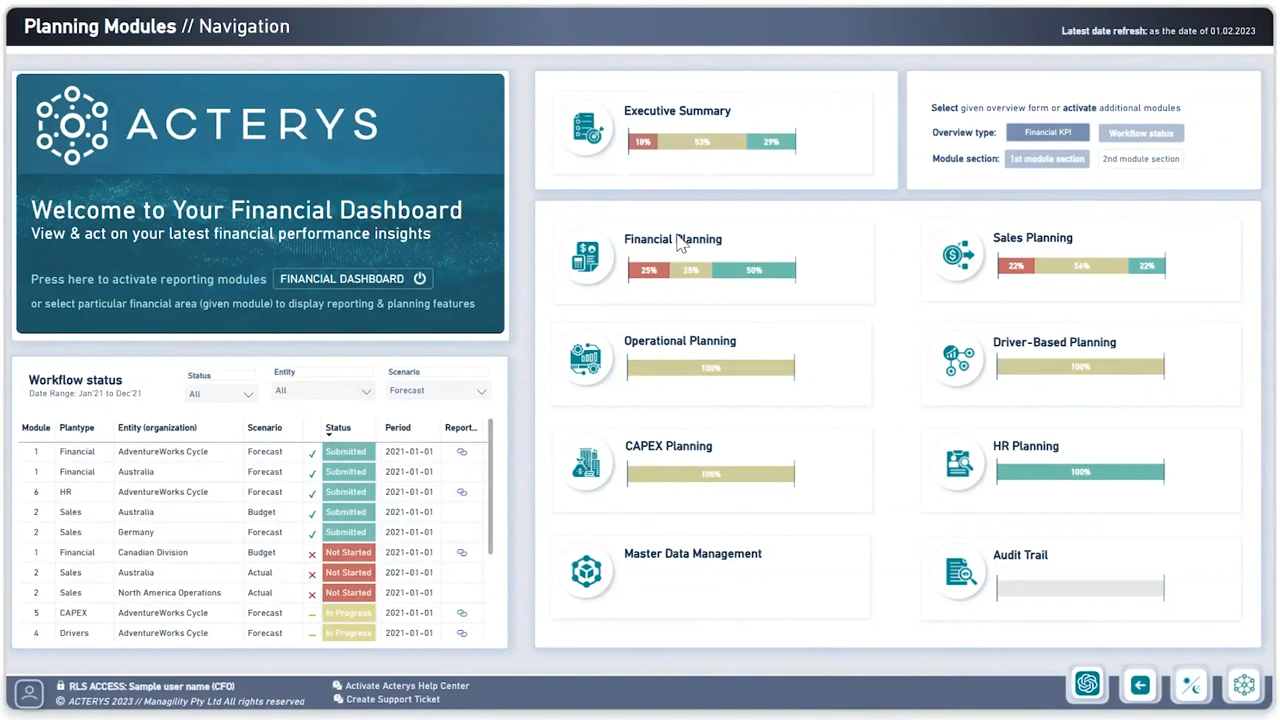 Planning Modules // Navigation
Latest date refresh: as the date of 01.02.2023
ACTERYS
Welcome to Your Financial Dashboard
View & act on your latest financial performance insights
Press here to activate reporting modules FINANCIAL DASHBOARD
or select particular financial area (given module) to display reporting & planning features
Executive Summary
18% 53% 29%
Select given overview form or activate additional modules
Overview type: Financial KPI Workflow status
Module section: 1st module section 2nd module section
Financial Planning
25% 25% 50%
Sales Planning
22% 56% 22%
Operational Planning
100%
Driver-Based Planning
100%
CAPEX Planning
100%
HR Planning
100%
Master Data Management
Audit Trail
Workflow status
Date Range: Jan'21 to Dec'21
Status Entity Scenario
All All Forecast
Module Plantype Entity (organization) Scenario Status Period Report...
1 Financial AdventureWorks Cycle Forecast Submitted 2021-01-01
1 Financial Australia Forecast Submitted 2021-01-01
6 HR AdventureWorks Cycle Forecast Submitted 2021-01-01
2 Sales Australia Budget Submitted 2021-01-01
2 Sales Germany Forecast Submitted 2021-01-01
1 Financial Canadian Division Budget Not Started 2021-01-01
2 Sales Australia Actual Not Started 2021-01-01
2 Sales North America Operations Actual Not Started 2021-01-01
5 CAPEX AdventureWorks Cycle Forecast In Progress 2021-01-01
4 Drivers AdventureWorks Cycle Forecast In Progress 2021-01-01
RLS ACCESS: Sample user name (CFO)
© ACTERYS 2023 // Managility Pty Ltd All rights reserved
Activate Acterys Help Center
Create Support Ticket